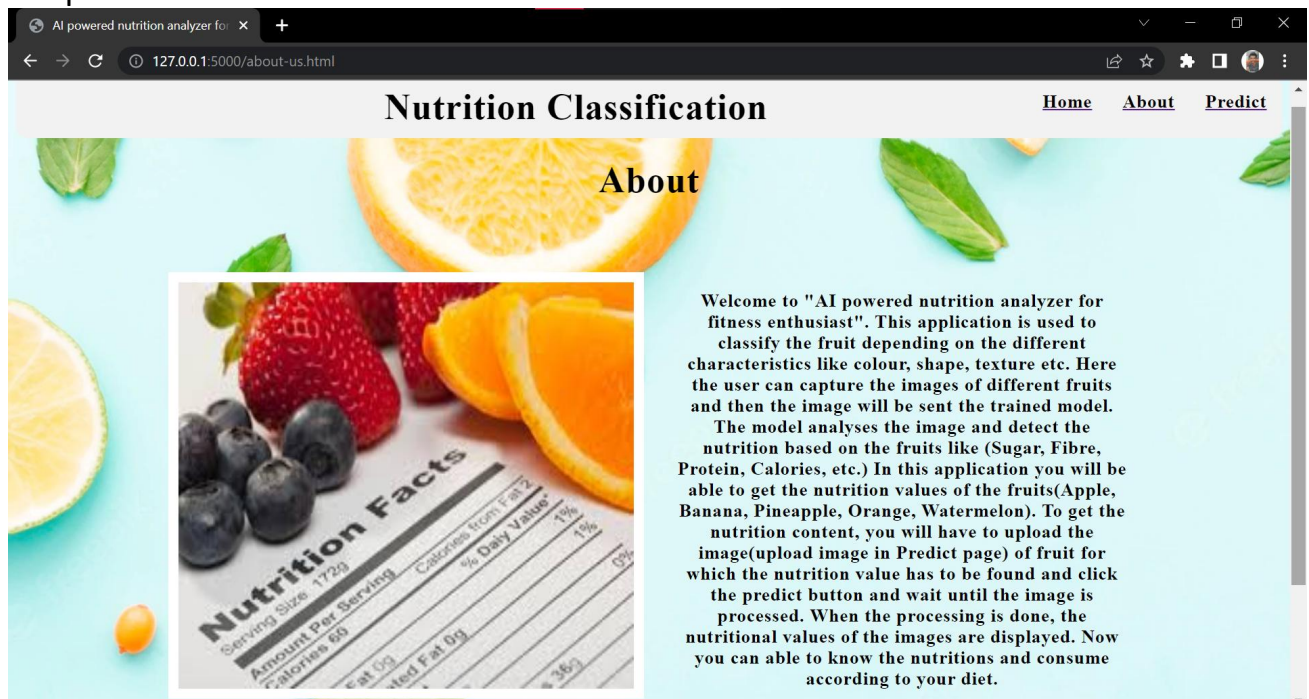 AI powered nutrition analyzer for
127.0.0.1:5000/about-us.html
Nutrition Classification
Home About Predict
About
Welcome to "AI powered nutrition analyzer for
fitness enthusiast". This application is used to
classify the fruit depending on the different
characteristics like colour, shape, texture etc. Here
the user can capture the images of different fruits
and then the image will be sent the trained model.
The model analyses the image and detect the
nutrition based on the fruits like (Sugar, Fibre,
Protein, Calories, etc.) In this application you will be
able to get the nutrition values of the fruits(Apple,
Banana, Pineapple, Orange, Watermelon). To get the
nutrition content, you will have to upload the
image(upload image in Predict page) of fruit for
which the nutrition value has to be found and click
the predict button and wait until the image is
processed. When the processing is done, the
nutritional values of the images are displayed. Now
you can able to know the nutritions and consume
according to your diet.
Nutrition Facts
Serving Size 172g
Amount Per Serving
Calories 66 Calories from Fat 2
% Daily Value*
Fat 0g 1%
ated Fat 0g 1%
36g 0%